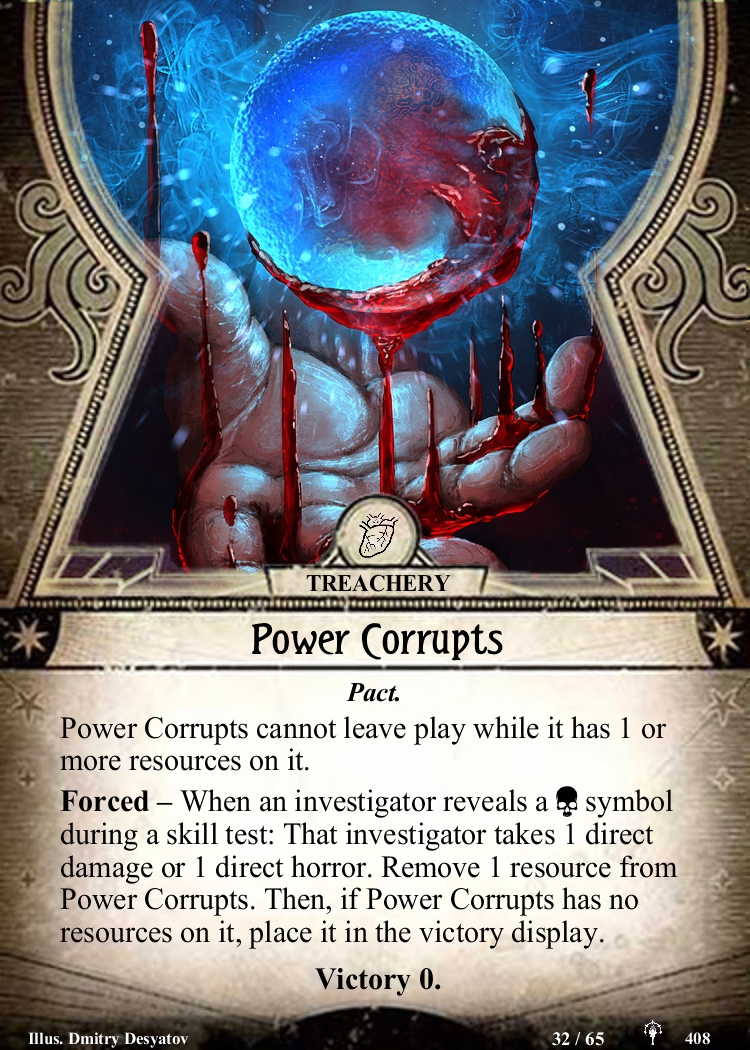 TREACHERY
Power Corrupts
Pact.
Power Corrupts cannot leave play while it has 1 or
more resources on it.
Forced – When an investigator reveals a symbol
during a skill test: That investigator takes 1 direct
damage or 1 direct horror. Remove 1 resource from
Power Corrupts. Then, if Power Corrupts has no
resources on it, place it in the victory display.
Victory 0.
Illus. Dmitry Desyatov 32 / 65 408